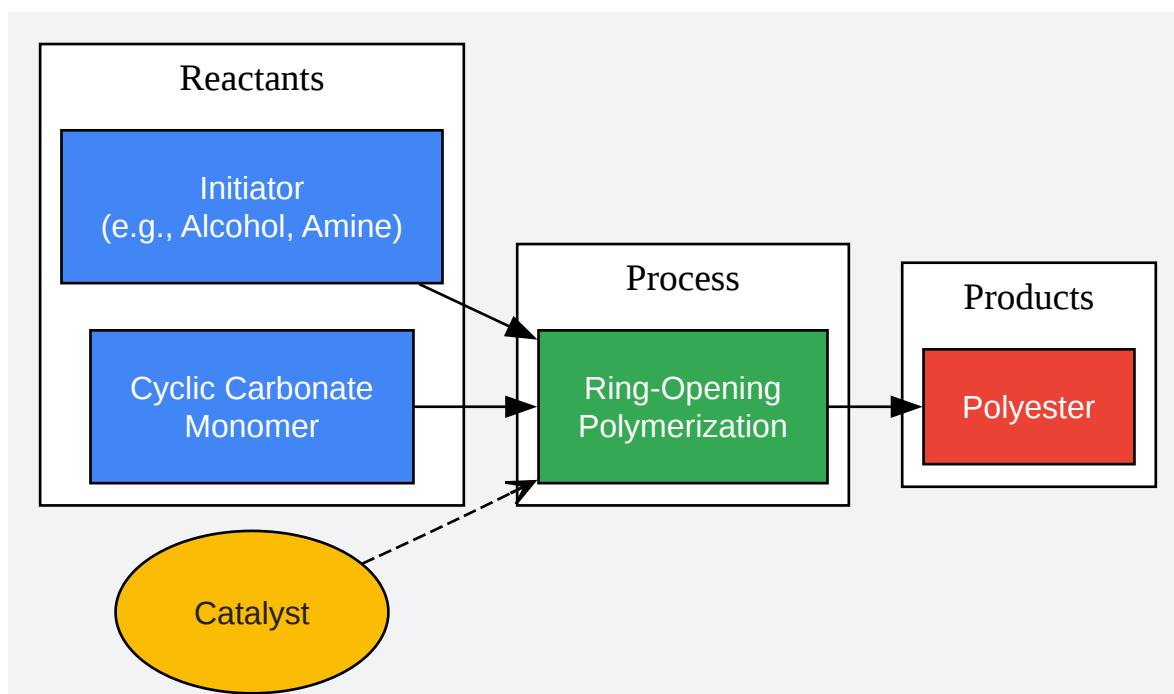 Reactants
Initiator
(e.g., Alcohol, Amine)
Cyclic Carbonate
Monomer
Catalyst
Process
Ring-Opening
Polymerization
Products
Polyester